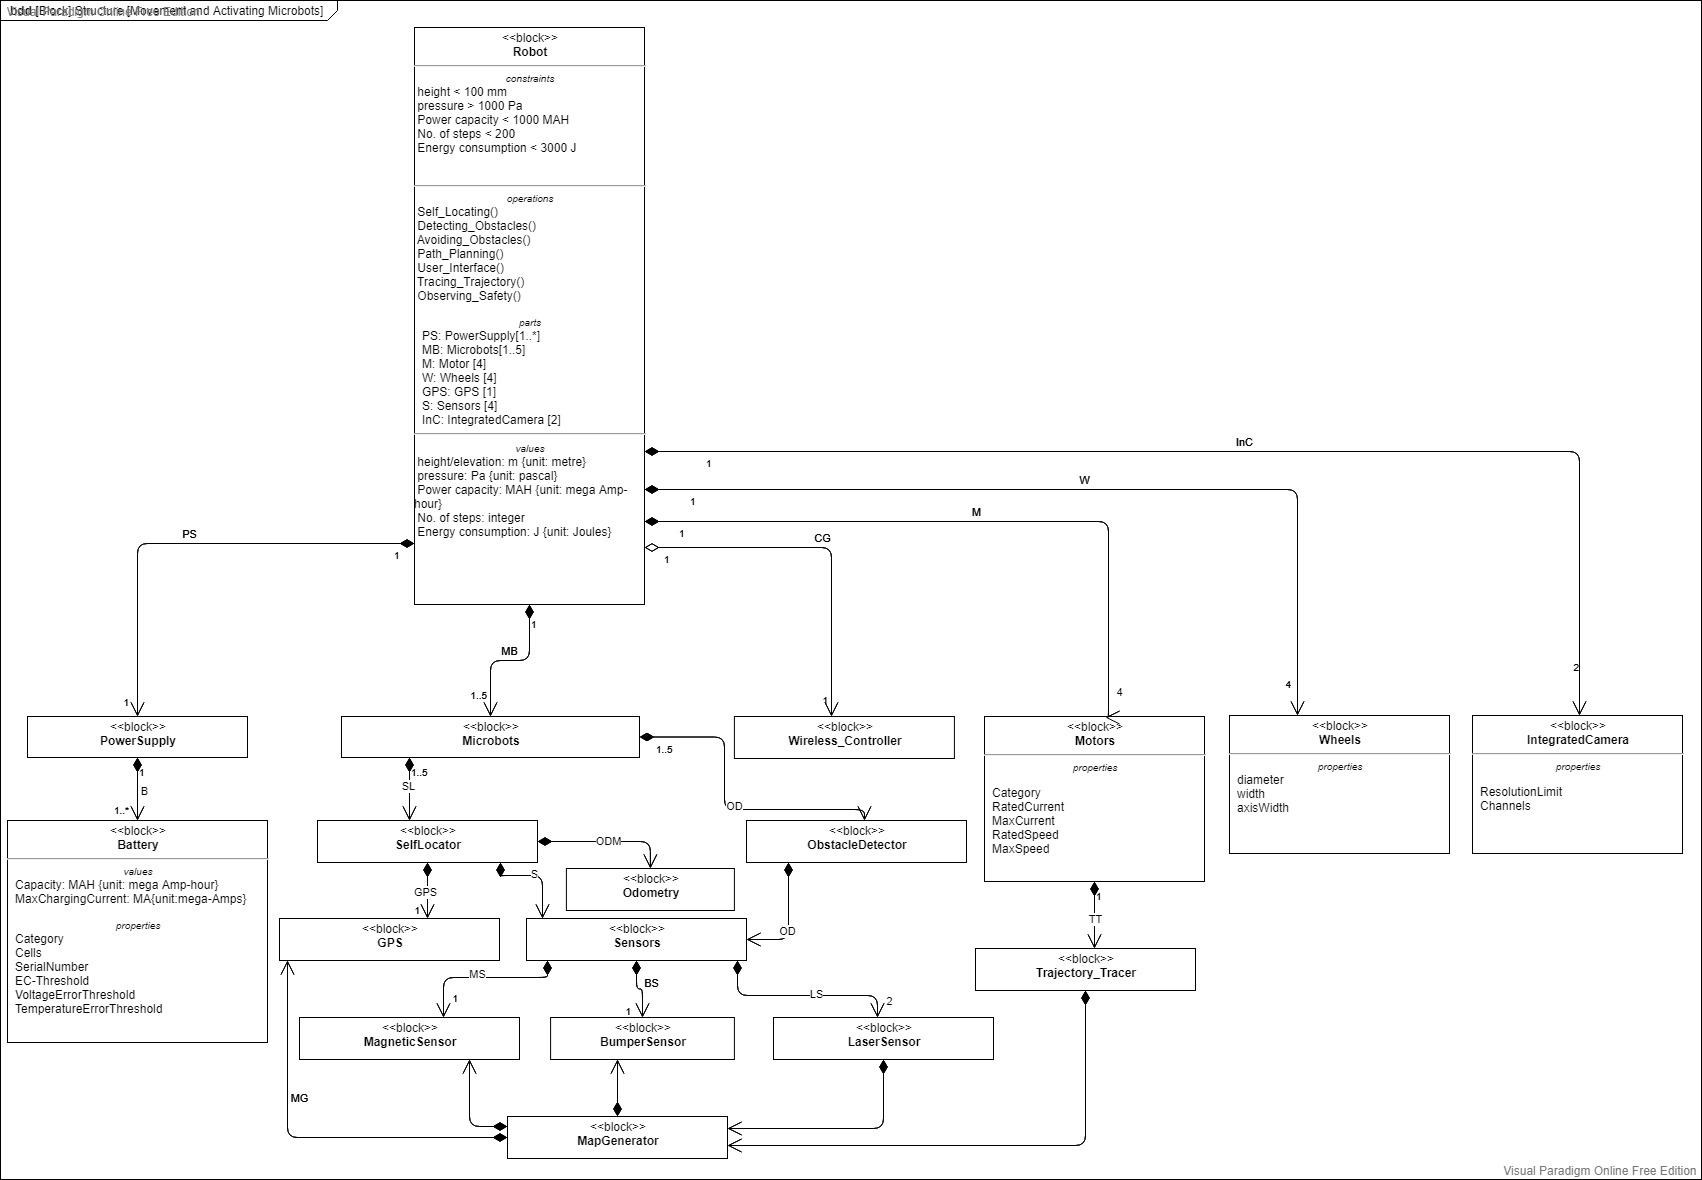 bdd [Block] Structure [Movement and Activating Microbots]
<<block>>
Robot
constraints
height < 100 mm
pressure > 1000 Pa
Power capacity < 1000 MAH
No. of steps < 200
Energy consumption < 3000 J
operations
Self_Locating()
Detecting_Obstacles()
Avoiding_Obstacles()
Path_Planning()
User_Interface()
Tracing_Trajectory()
Observing_Safety()
parts
PS: PowerSupply[1..*]
MB: Microbots[1..5]
M: Motor [4]
W: Wheels [4]
GPS: GPS [1]
S: Sensors [4]
InC: IntegratedCamera [2]
values
height/elevation: m {unit: metre}
pressure: Pa {unit: pascal}
Power capacity: MAH {unit: mega Amp-
hour}
No. of steps: integer
Energy consumption: J {unit: Joules}
InC
1
W
1
M
1
CG
1
PS
1
1
MB
1..5
1
1
4
4
2
<<block>>
PowerSupply
1
B
1..*
<<block>>
Battery
values
Capacity: MAH {unit: mega Amp-hour}
MaxChargingCurrent: MA{unit:mega-Amps}
properties
Category
Cells
SerialNumber
EC-Threshold
VoltageErrorThreshold
TemperatureErrorThreshold
<<block>>
Microbots
1..5
1..5
SL
OD
<<block>>
Wireless_Controller
<<block>>
Motors
properties
Category
RatedCurrent
MaxCurrent
RatedSpeed
MaxSpeed
<<block>>
Wheels
properties
diameter
width
axisWidth
<<block>>
IntegratedCamera
properties
ResolutionLimit
Channels
<<block>>
SelfLocator
ODM
<<block>>
ObstacleDetector
<<block>>
Odometry
GPS
1
S
OD
1
TT
<<block>>
GPS
<<block>>
Sensors
<<block>>
Trajectory_Tracer
MS
1
BS
1
LS
2
<<block>>
MagneticSensor
<<block>>
BumperSensor
<<block>>
LaserSensor
MG
<<block>>
MapGenerator
Visual Paradigm Online Free Edition